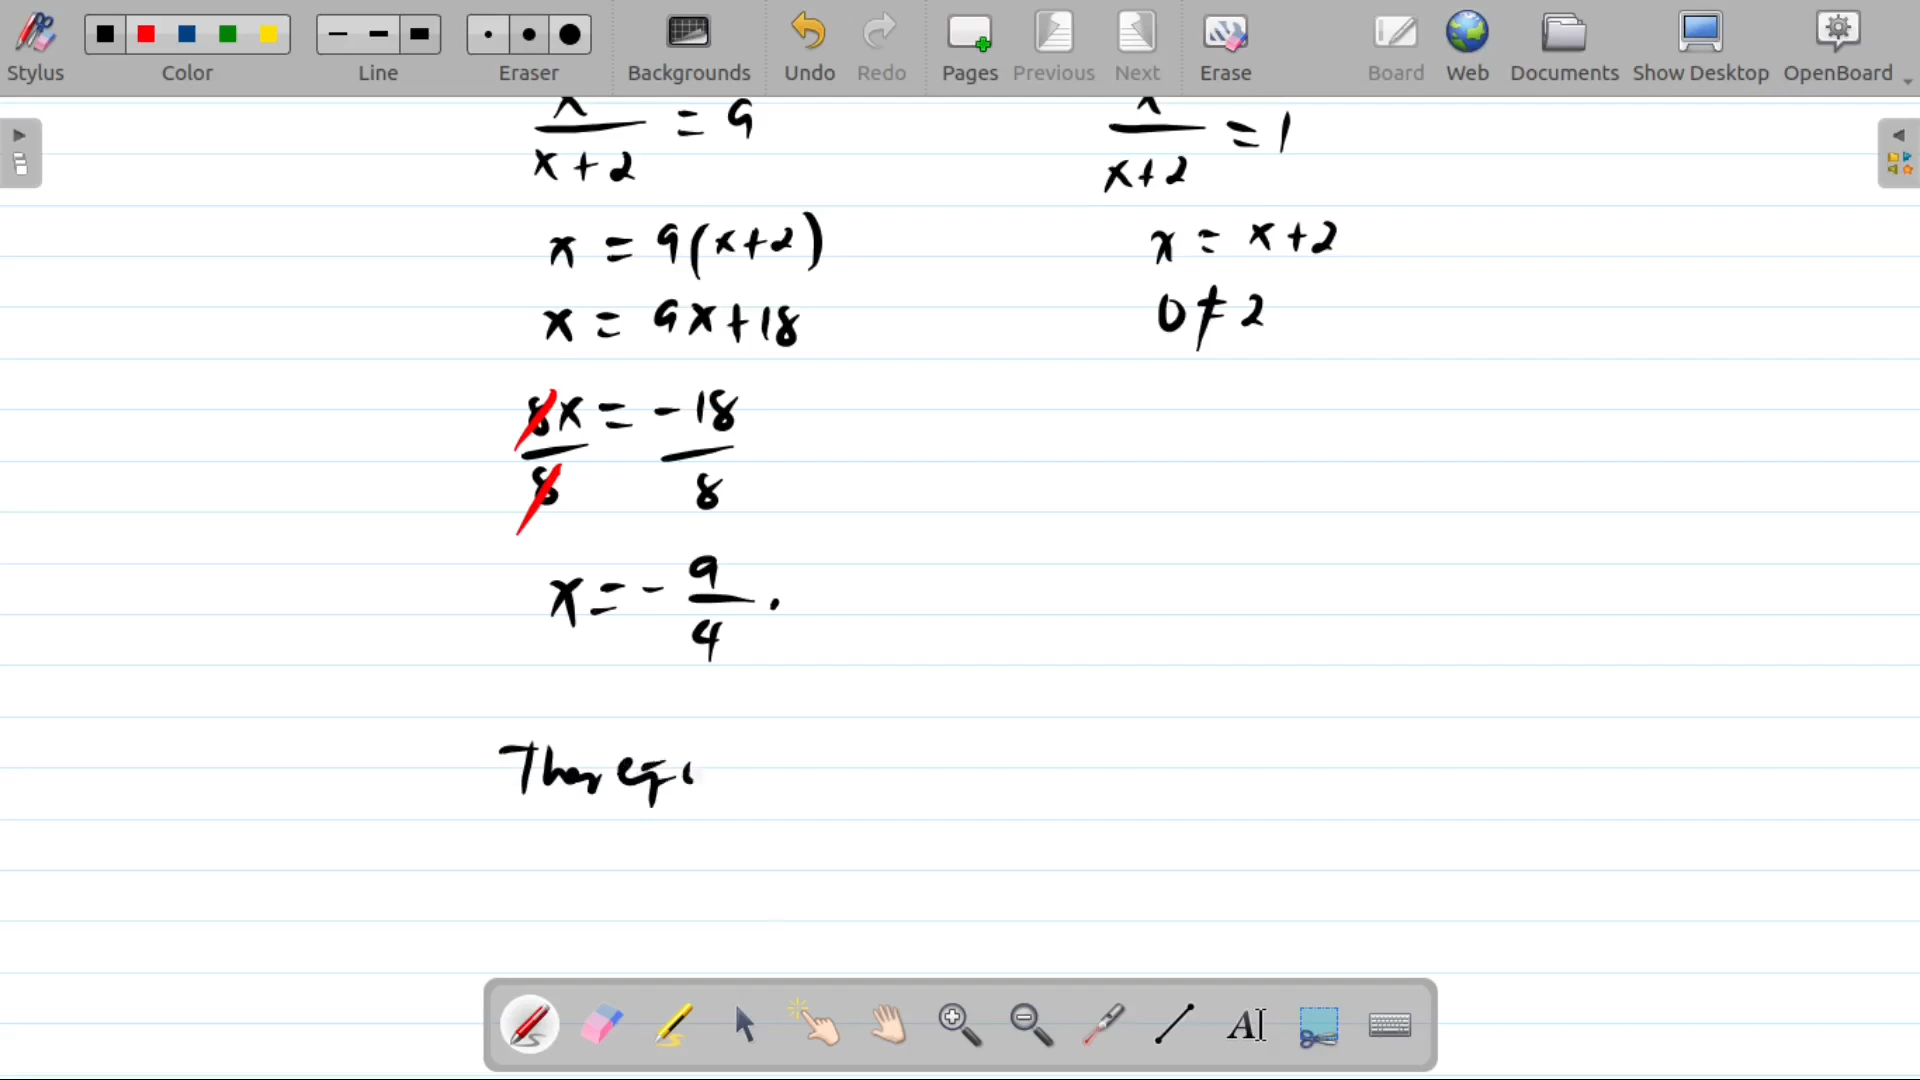 Stylus Color Line Eraser Backgrounds Undo Redo Pages Previous Next Erase Board Web Documents Show Desktop OpenBoard
x/(x+2) = 9
x = 9(x+2)
x = 9x+18
8x/8 = -18/8
x = -9/4.
x/(x+2) = 1
x = x+2
0 ≠ 2
AI